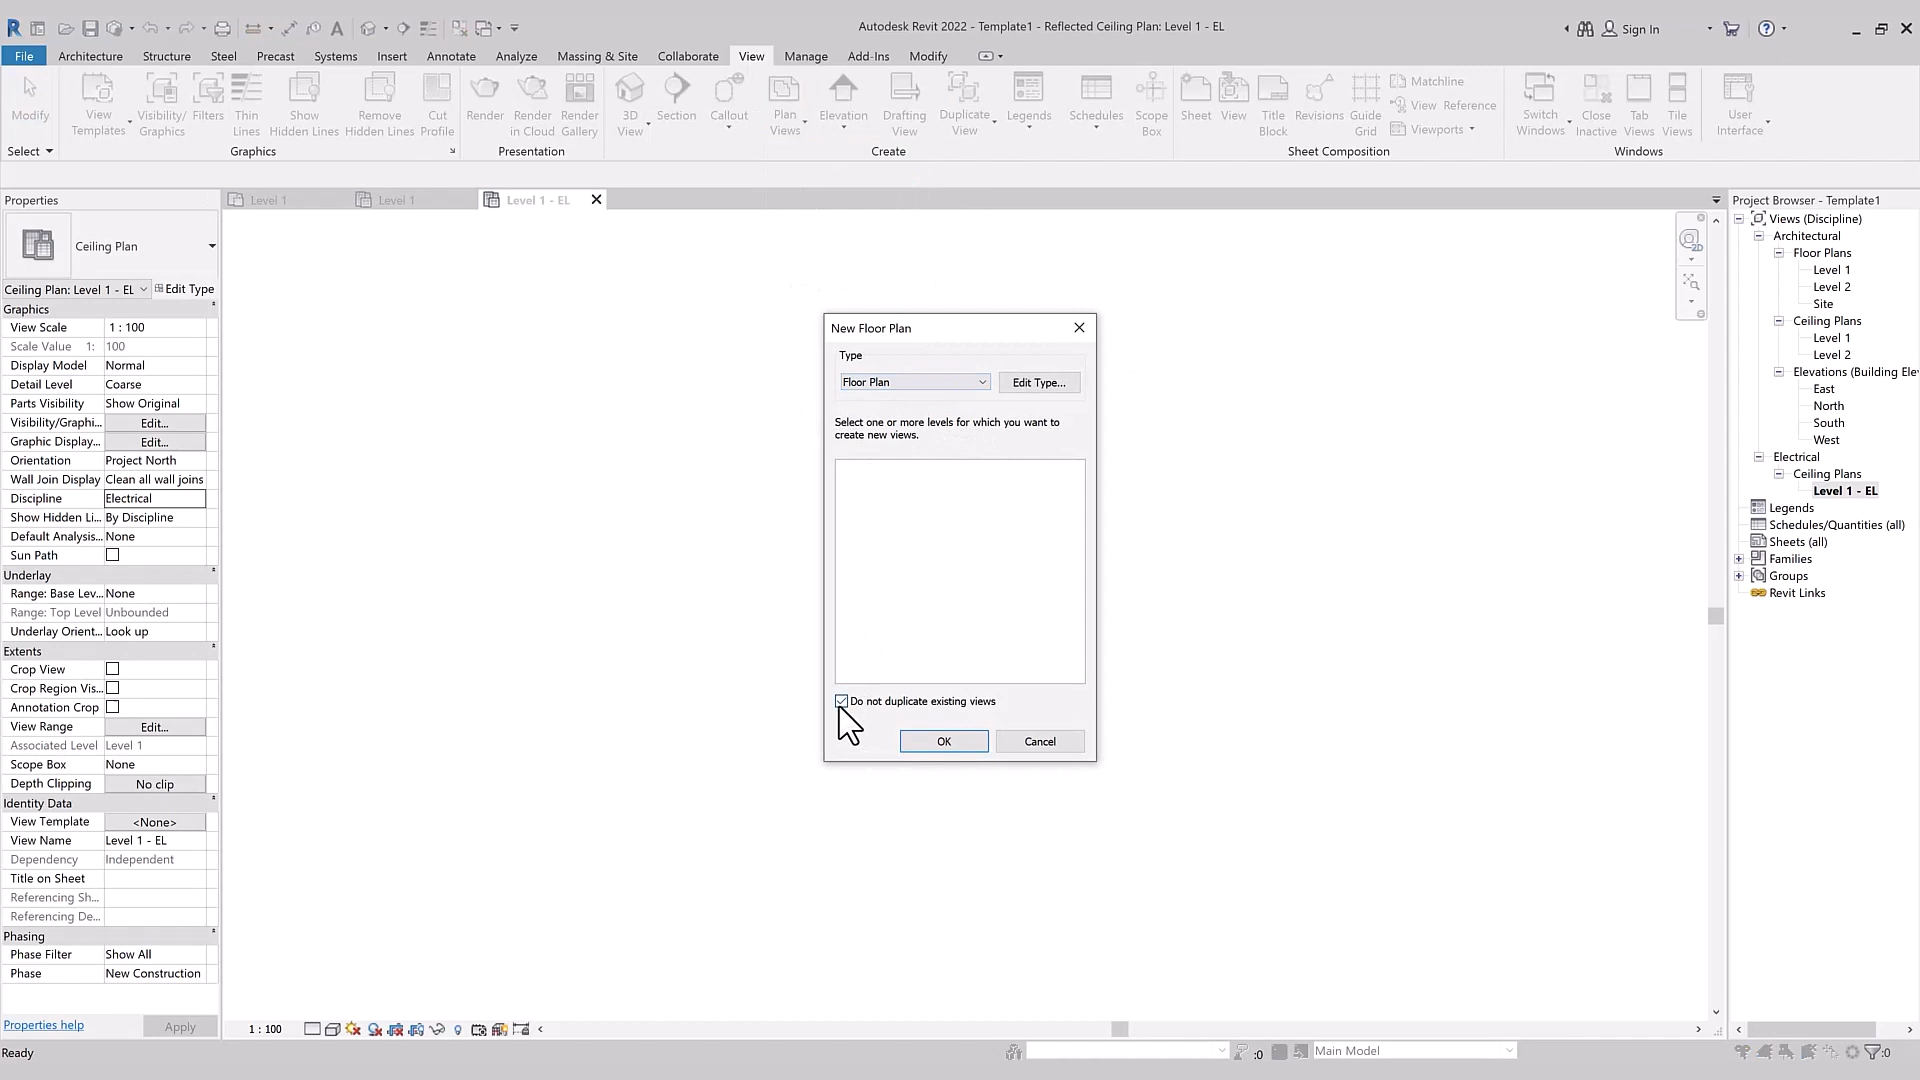 Autodesk Revit 2022 - Template1 - Reflected Ceiling Plan: Level 1 - EL
Sign In
File Architecture Structure Steel Precast Systems Insert Annotate Analyze Massing & Site Collaborate View Manage Add-Ins Modify
Modify
View Templates
Visibility/ Graphics
Filters
Thin Lines
Show Hidden Lines
Remove Hidden Lines
Cut Profile
Render
Render in Cloud
Render Gallery
3D View
Section
Callout
Plan Views
Elevation
Drafting View
Duplicate View
Legends
Schedules
Scope Box
Sheet
View
Title Block
Revisions
Guide Grid
Matchline
View Reference
Viewports
Switch Windows
Close Inactive
Tab Views
Tile Views
User Interface
Select
Graphics
Presentation
Create
Sheet Composition
Windows
Properties
Ceiling Plan
Ceiling Plan: Level 1 - EL Edit Type
Graphics
View Scale 1 : 100
Scale Value 1: 100
Display Model Normal
Detail Level Coarse
Parts Visibility Show Original
Visibility/Graphi... Edit...
Graphic Display... Edit...
Orientation Project North
Wall Join Display Clean all wall joins
Discipline Electrical
Show Hidden Li... By Discipline
Default Analysis... None
Sun Path
Underlay
Range: Base Lev... None
Range: Top Level Unbounded
Underlay Orient... Look up
Extents
Crop View
Crop Region Vis...
Annotation Crop
View Range Edit...
Associated Level Level 1
Scope Box None
Depth Clipping No clip
Identity Data
View Template <None>
View Name Level 1 - EL
Dependency Independent
Title on Sheet
Referencing Sh...
Referencing De...
Phasing
Phase Filter Show All
Phase New Construction
Properties help Apply
Level 1
Level 1
Level 1 - EL
2D
New Floor Plan
Type
Floor Plan Edit Type...
Select one or more levels for which you want to
create new views.
Do not duplicate existing views
OK Cancel
Project Browser - Template1
Views (Discipline)
Architectural
Floor Plans
Level 1
Level 2
Site
Ceiling Plans
Level 1
Level 2
Elevations (Building Ele
East
North
South
West
Electrical
Ceiling Plans
Level 1 - EL
Legends
Schedules/Quantities (all)
Sheets (all)
Families
Groups
Revit Links
1 : 100
Ready
:0
Main Model
:0